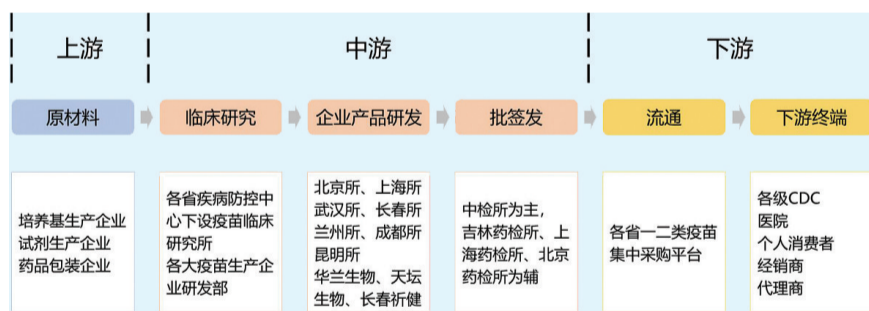 上游
中游
下游
原材料
临床研究
企业产品研发
批签发
流通
下游终端
培养基生产企业
试剂生产企业
药品包装企业
各省疾病防控中
心下设疫苗临床
研究所
各大疫苗生产企
业研发部
北京所、上海所
武汉所、长春所
兰州所、成都所
昆明所
华兰生物、天坛
生物、长春祈健
中检所为主，
吉林药检所、上
海药检所、北京
药检所为辅
各省一二类疫苗
集中采购平台
各级CDC
医院
个人消费者
经销商
代理商